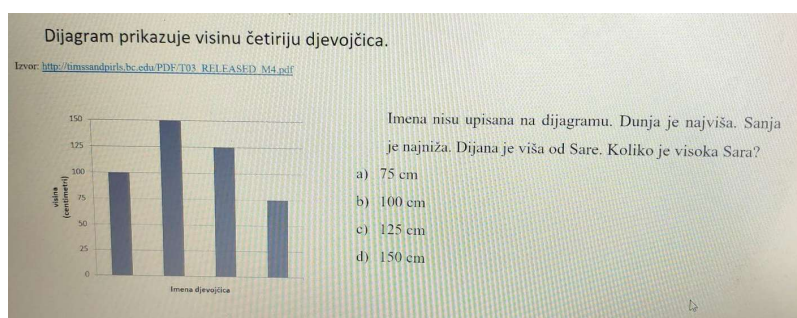 Dijagram prikazuje visinu četiriju djevojčica.
Izvor: http://timssandpirls.bc.edu/PDF/T03_RELEASED_M4.pdf
150
125
100
75
50
25
0
visina
(centimetri)
Imena djevojčica
Imena nisu upisana na dijagramu. Dunja je najviša. Sanja
je najniža. Dijana je viša od Sare. Koliko je visoka Sara?
a) 75 cm
b) 100 cm
c) 125 cm
d) 150 cm